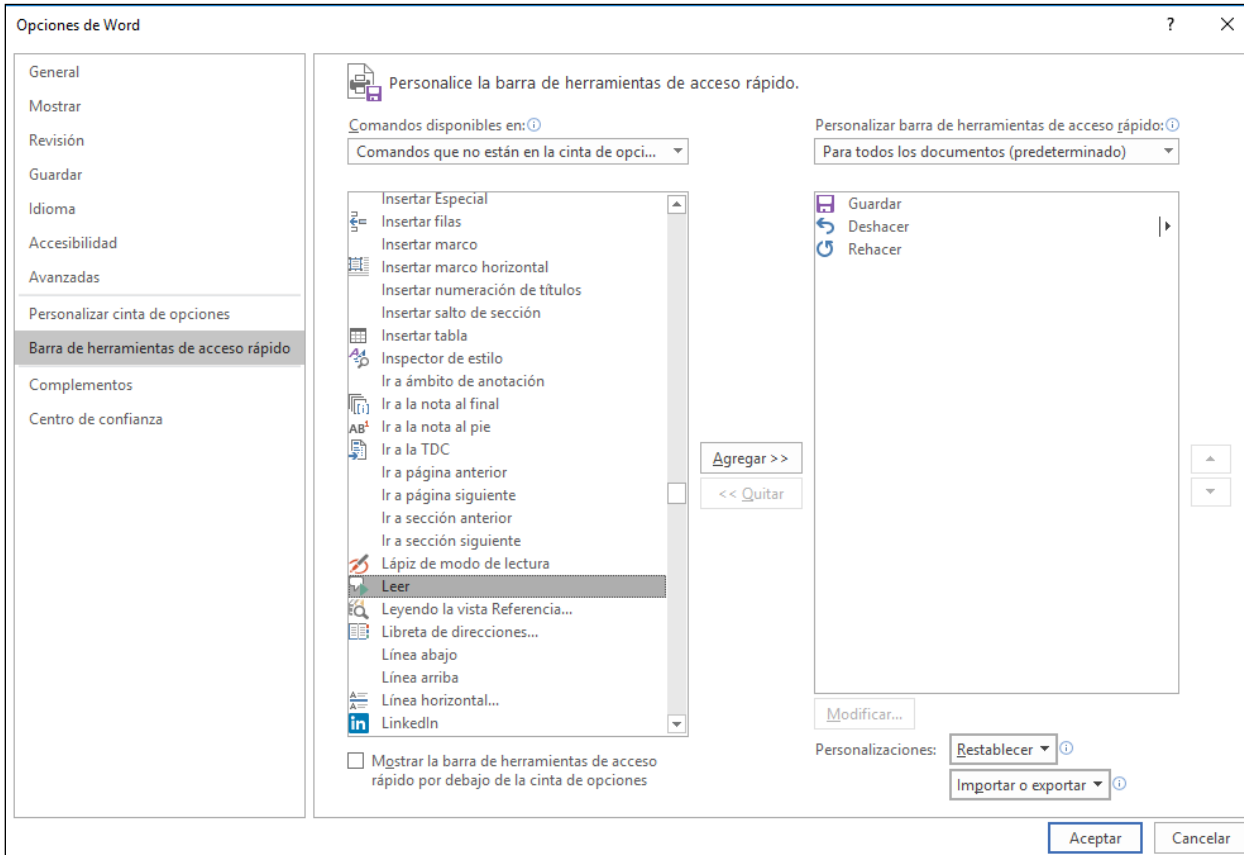 Opciones de Word
?
General
Mostrar
Revisión
Guardar
Idioma
Accesibilidad
Avanzadas
Personalizar cinta de opciones
Barra de herramientas de acceso rápido
Complementos
Centro de confianza
Personalice la barra de herramientas de acceso rápido.
Comandos disponibles en:
Comandos que no están en la cinta de opci...
Insertar Especial
Insertar filas
Insertar marco
Insertar marco horizontal
Insertar numeración de títulos
Insertar salto de sección
Insertar tabla
Inspector de estilo
Ir a ámbito de anotación
Ir a la nota al final
AB1 Ir a la nota al pie
Ir a la TDC
Ir a página anterior
Ir a página siguiente
Ir a sección anterior
Ir a sección siguiente
Lápiz de modo de lectura
Leer
Leyendo la vista Referencia...
Libreta de direcciones...
Línea abajo
Línea arriba
Línea horizontal...
in LinkedIn
Mostrar la barra de herramientas de acceso
rápido por debajo de la cinta de opciones
Agregar >>
<< Quitar
Personalizar barra de herramientas de acceso rápido:
Para todos los documentos (predeterminado)
Guardar
Deshacer
Rehacer
Modificar...
Personalizaciones: Restablecer
Importar o exportar
Aceptar Cancelar